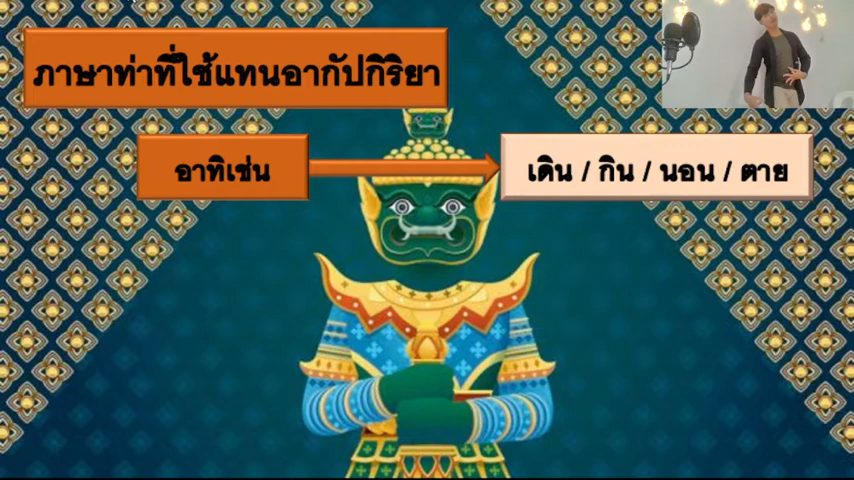 ภาษาท่าที่ใช้แทนอากัปกิริยา
อาทิเช่น
เดิน / กิน / นอน / ตาย